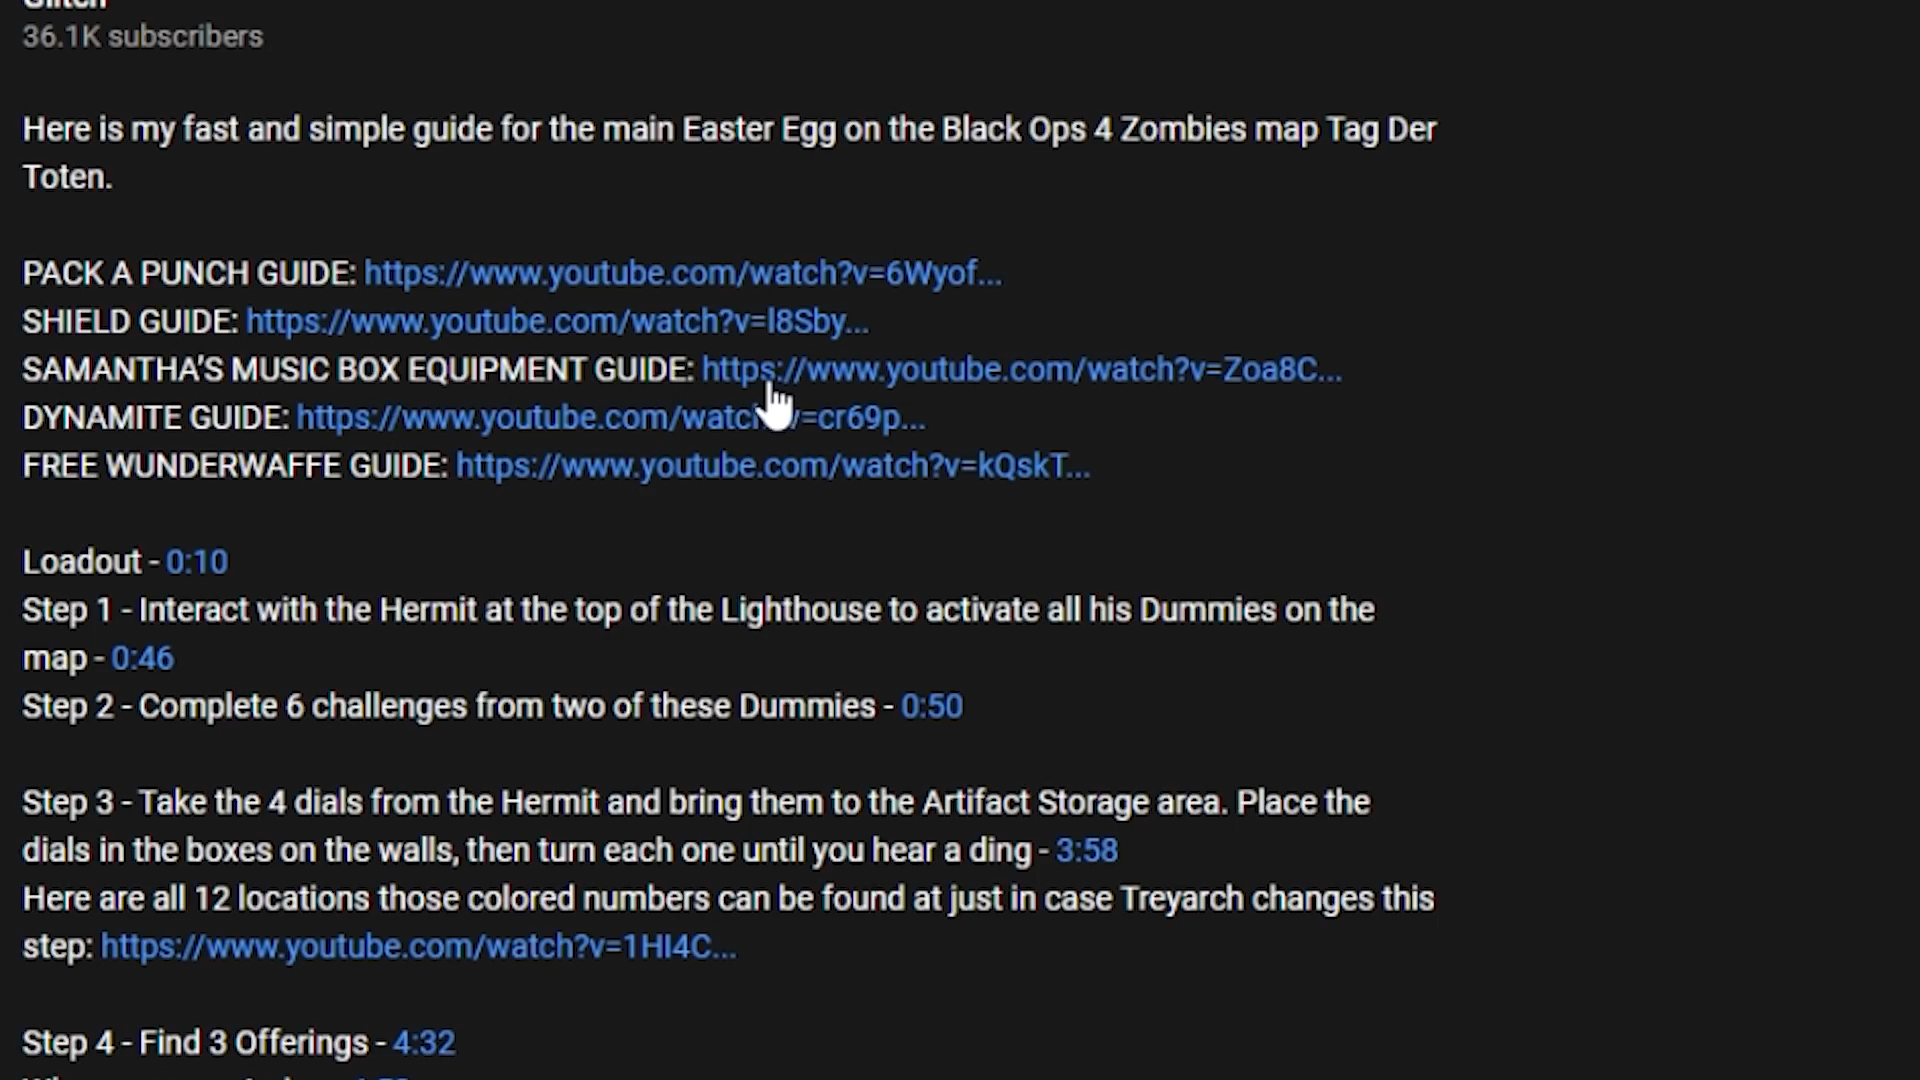 Glitch
36.1K subscribers
Here is my fast and simple guide for the main Easter Egg on the Black Ops 4 Zombies map Tag Der
Toten.
PACK A PUNCH GUIDE: https://www.youtube.com/watch?v=6Wyof...
SHIELD GUIDE: https://www.youtube.com/watch?v=l8Sby...
SAMANTHA'S MUSIC BOX EQUIPMENT GUIDE: https://www.youtube.com/watch?v=Zoa8C...
DYNAMITE GUIDE: https://www.youtube.com/watch?v=cr69p...
FREE WUNDERWAFFE GUIDE: https://www.youtube.com/watch?v=kQskT...
Loadout - 0:10
Step 1 - Interact with the Hermit at the top of the Lighthouse to activate all his Dummies on the
map - 0:46
Step 2 - Complete 6 challenges from two of these Dummies - 0:50
Step 3 - Take the 4 dials from the Hermit and bring them to the Artifact Storage area. Place the
dials in the boxes on the walls, then turn each one until you hear a ding - 3:58
Here are all 12 locations those colored numbers can be found at just in case Treyarch changes this
step: https://www.youtube.com/watch?v=1HI4C...
Step 4 - Find 3 Offerings - 4:32